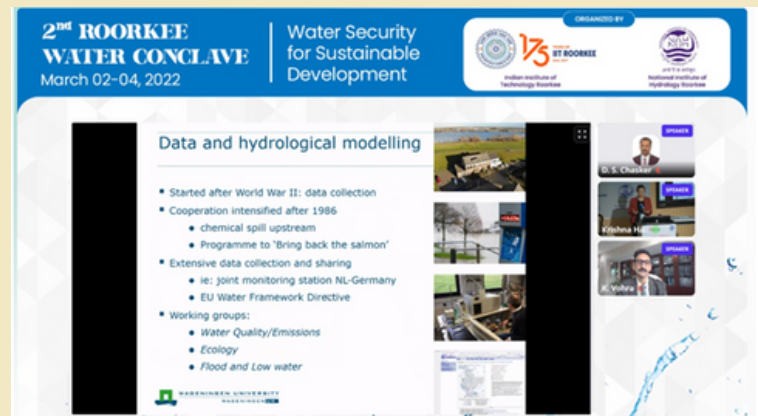 2nd ROORKEE
WATER CONCLAVE
March 02-04, 2022
Water Security
for Sustainable
Development
ORGANIZED BY
175
IIT ROORKEE
Indian Institute of
Technology Roorkee
National Institute of
Hydrology Roorkee
Data and hydrological modelling
Started after World War II: data collection
Cooperation intensified after 1986
chemical spill upstream
Programme to 'Bring back the salmon'
Extensive data collection and sharing
ie: joint monitoring station NL-Germany
EU Water Framework Directive
Working groups:
Water Quality/Emissions
Ecology
Flood and Low water
WAGENINGEN UNIVERSITY
WAGENINGEN UR
SPEAKER
D. S. Chasker
SPEAKER
Krishna Ha
SPEAKER
K. Vohra